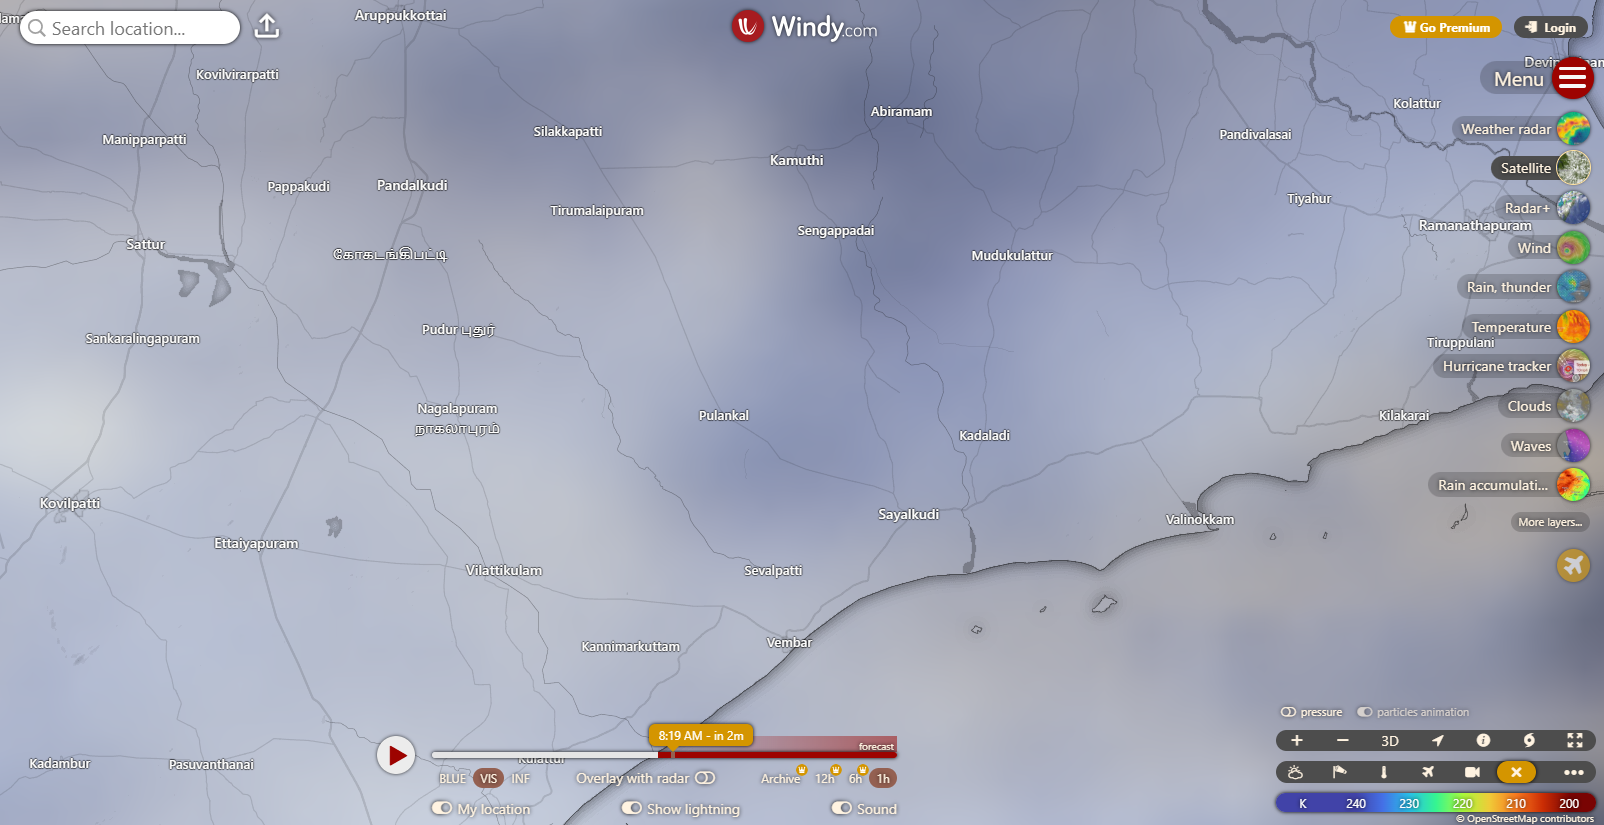 Aruppukkottai
Search location...
Windy.com
Go Premium
Login
Kovilvirarpatti
Menu
Kolattur
Abiramam
Weather radar
Silakkapatti
Pandivalasai
Manipparpatti
Kamuthi
Satellite
Pappakudi
Pandalkudi
Tiyahur
Radar+
Tirumalaipuram
Ramanathapuram
Sengappadai
Sattur
Wind
கோகடங்கிபட்டி
Mudukulattur
Rain, thunder
Pudur புதுர்
Temperature
Sankaralingapuram
Tiruppulani
Hurricane tracker
Nagalapuram
நாகலாபுரம்
Clouds
Pulankal
Kilakarai
Kadaladi
Waves
Rain accumulati...
Kovilpatti
Sayalkudi
Valinokkam
More layers...
Ettaiyapuram
Vilattikulam
Sevalpatti
Kannimarkuttam
Vembar
pressure
particles animation
8:19 AM - in 2m
forecast
3D
Kulattur
Kadambur
Pasuvanthanai
BLUE VIS INF
Overlay with radar
Archive 12h 6h 1h
My location
Show lightning
Sound
K 240 230 220 210 200
© OpenStreetMap contributors